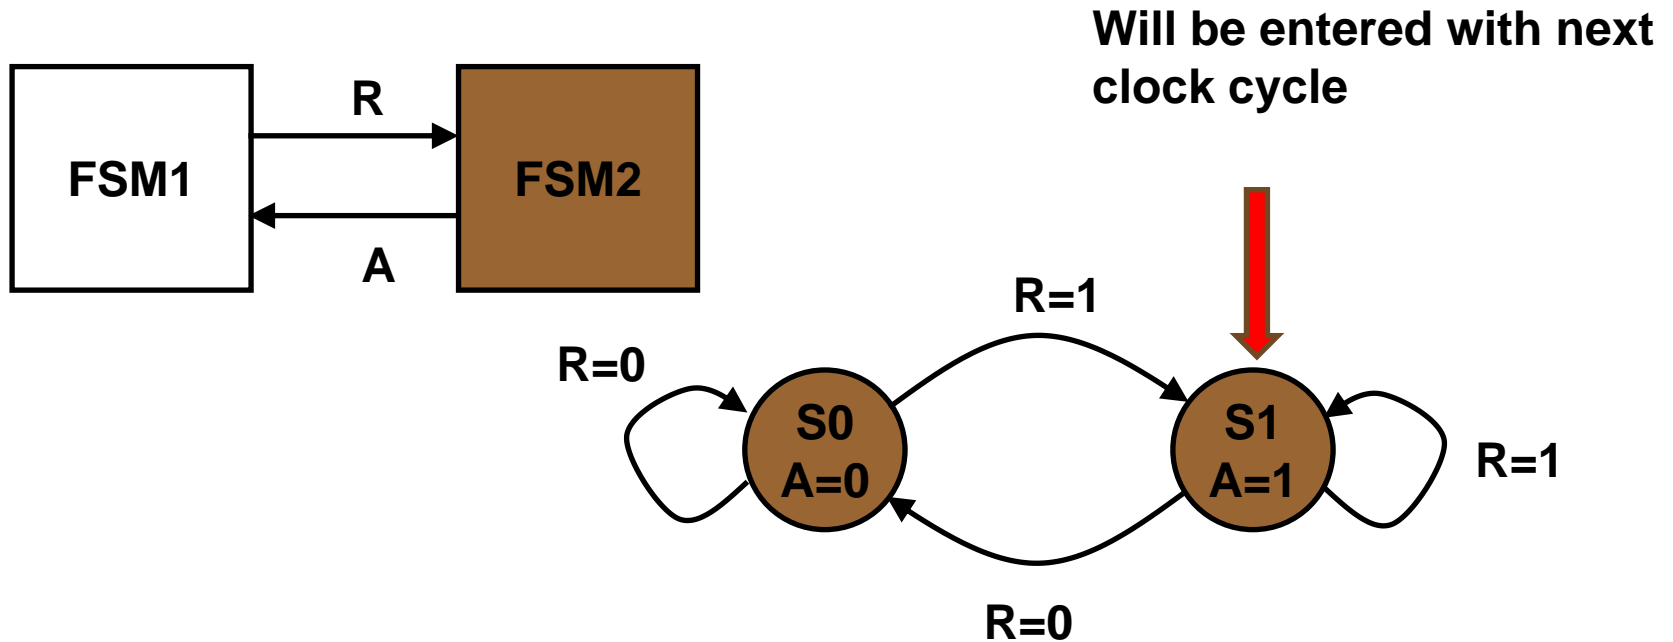 Will be entered with next
clock cycle
R
FSM1
FSM2
A
R=1
R=0
S0
A=0
S1
A=1
R=1
R=0